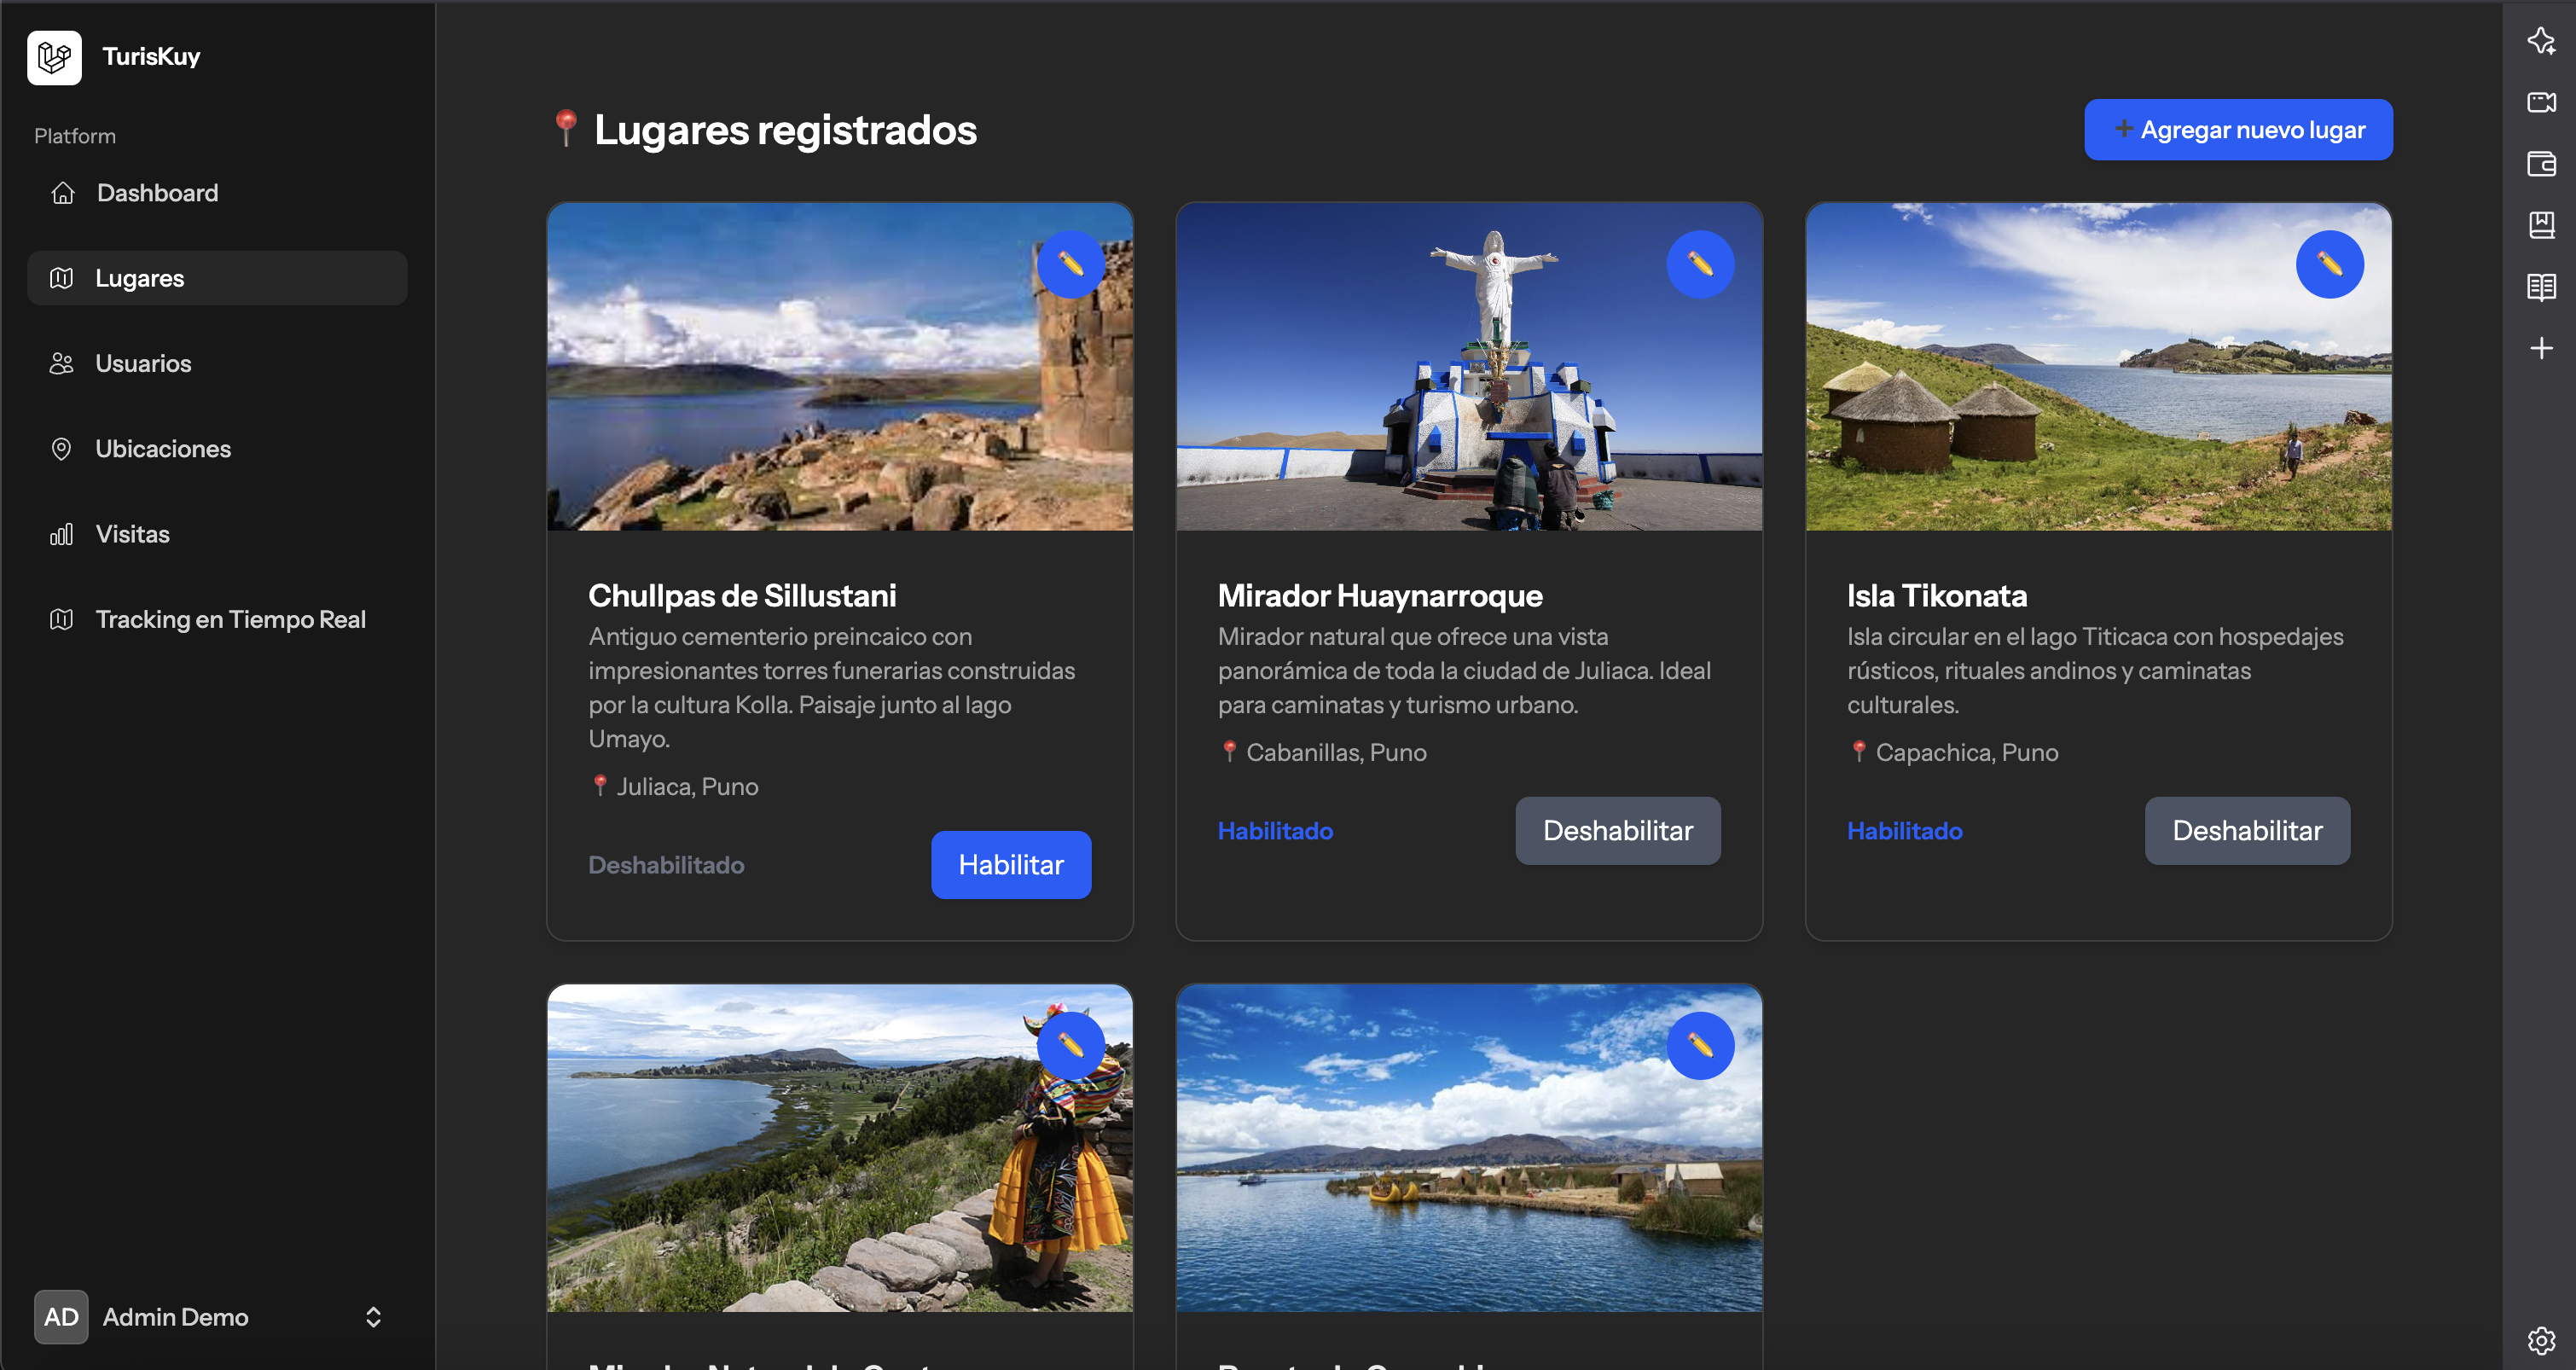 TurisKuy
Platform
Dashboard
Lugares
Usuarios
Ubicaciones
Visitas
Tracking en Tiempo Real
AD
Admin Demo
Lugares registrados
Agregar nuevo lugar
Chullpas de Sillustani
Antiguo cementerio preincaico con
impresionantes torres funerarias construidas
por la cultura Kolla. Paisaje junto al lago
Umayo.
Juliaca, Puno
Deshabilitado
Habilitar
Mirador Huaynarroque
Mirador natural que ofrece una vista
panorámica de toda la ciudad de Juliaca. Ideal
para caminatas y turismo urbano.
Cabanillas, Puno
Habilitado
Deshabilitar
Isla Tikonata
Isla circular en el lago Titicaca con hospedajes
rústicos, rituales andinos y caminatas
culturales.
Capachica, Puno
Habilitado
Deshabilitar